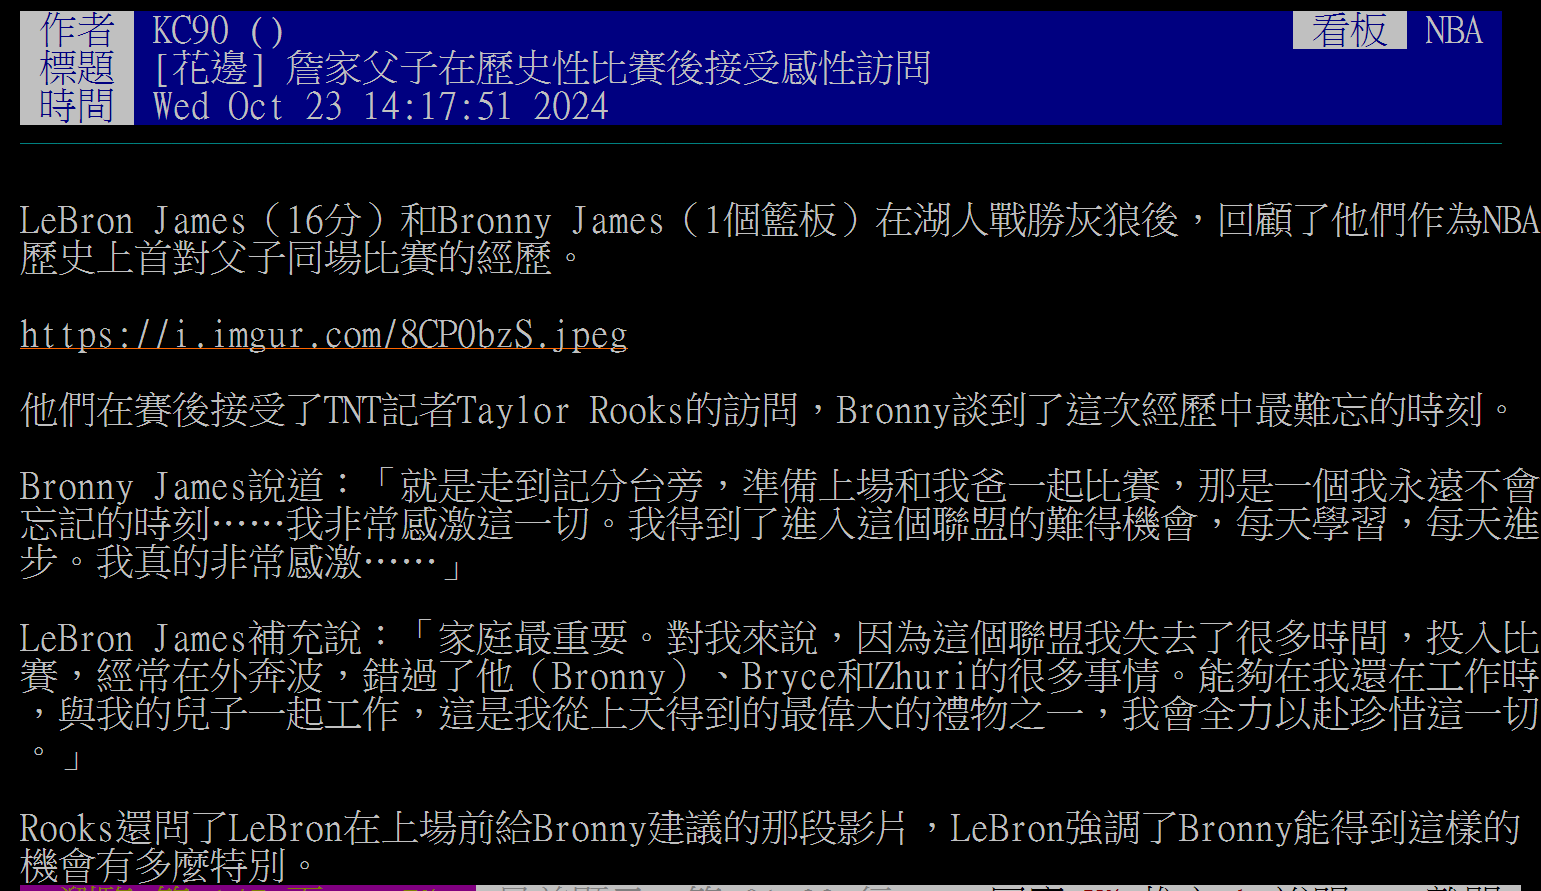 作者 KC90 () 看板 NBA
標題 [花邊] 詹家父子在歷史性比賽後接受感性訪問
時間 Wed Oct 23 14:17:51 2024
LeBron James（16分）和Bronny James（1個籃板）在湖人戰勝灰狼後，回顧了他們作為NBA
歷史上首對父子同場比賽的經歷。
https://i.imgur.com/8CPObzS.jpeg
他們在賽後接受了TNT記者Taylor Rooks的訪問，Bronny談到了這次經歷中最難忘的時刻。
Bronny James說道：「就是走到記分台旁，準備上場和我爸一起比賽，那是一個我永遠不會
忘記的時刻……我非常感激這一切。我得到了進入這個聯盟的難得機會，每天學習，每天進
步。我真的非常感激……」
LeBron James補充說：「家庭最重要。對我來說，因為這個聯盟我失去了很多時間，投入比
賽，經常在外奔波，錯過了他（Bronny）、Bryce和Zhuri的很多事情。能夠在我還在工作時
，與我的兒子一起工作，這是我從上天得到的最偉大的禮物之一，我會全力以赴珍惜這一切
。」
Rooks還問了LeBron在上場前給Bronny建議的那段影片，LeBron強調了Bronny能得到這樣的
機會有多麼特別。